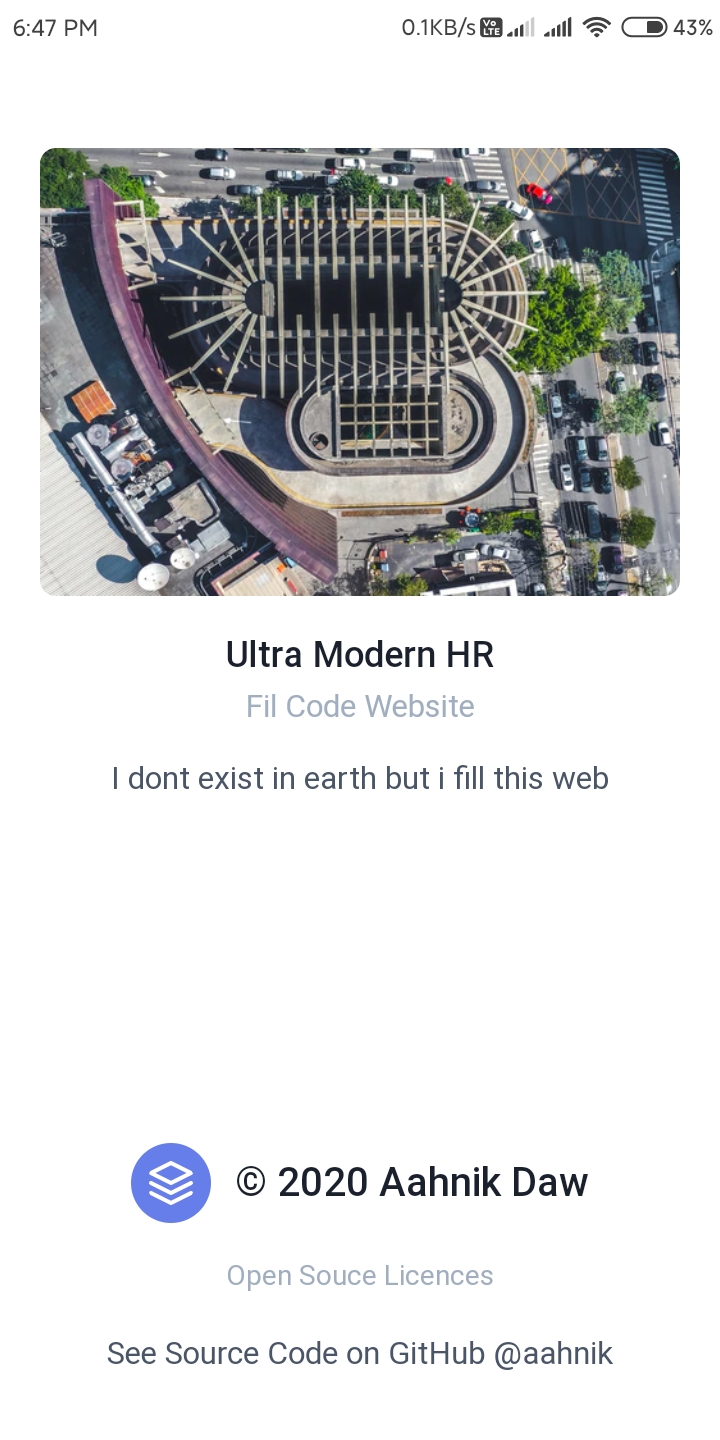 6:47 PM 0.1KB/s Vo LTE 43%
Ultra Modern HR
Fil Code Website
I dont exist in earth but i fill this web
© 2020 Aahnik Daw
Open Souce Licences
See Source Code on GitHub @aahnik